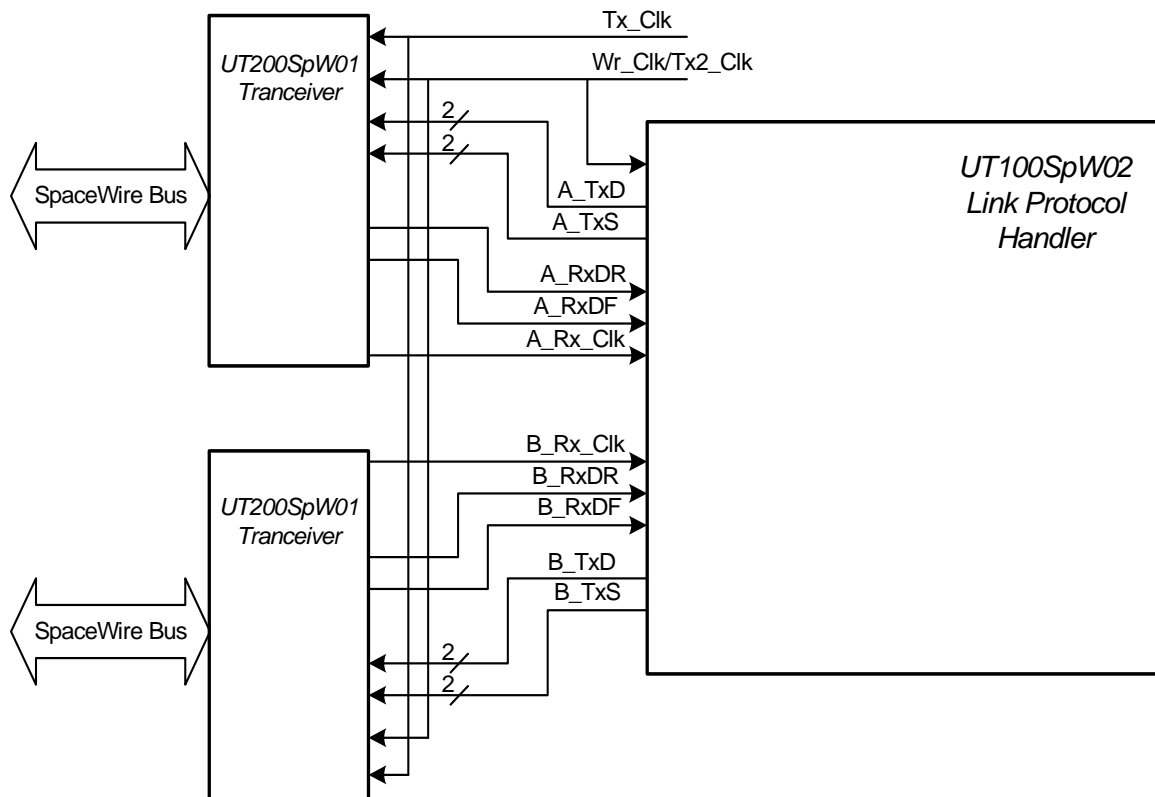 Tx_Clk
UT200SpW01
Tranceiver
Wr_Clk/Tx2_Clk
2
2
UT100SpW02
Link Protocol
Handler
SpaceWire Bus
A_TxD
A_TxS
A_RxDR
A_RxDF
A_Rx_Clk
B_Rx_Clk
B_RxDR
UT200SpW01
Tranceiver
B_RxDF
B_TxD
B_TxS
SpaceWire Bus
2
2